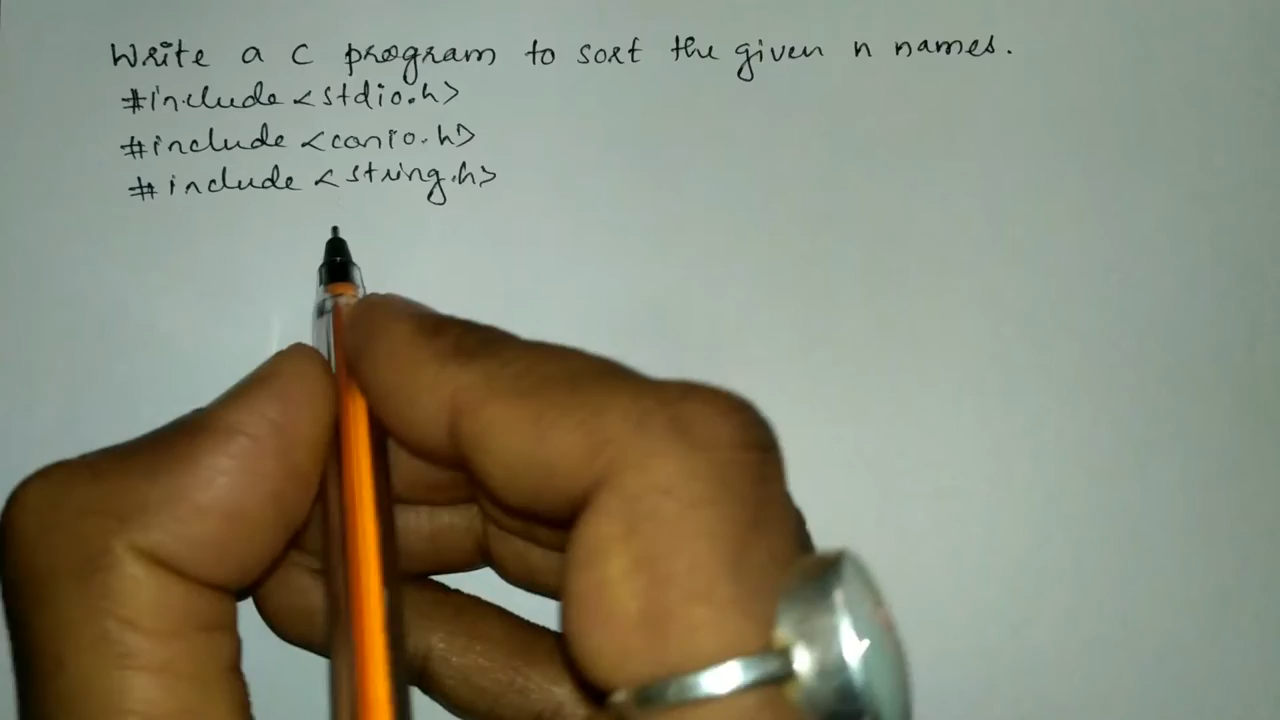 Write a C program to sort the given n names.
#include <stdio.h>
#include <conio.h>
#include <string.h>